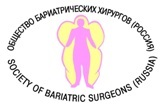 ОБЩЕСТВО БАРИАТРИЧЕСКИХ ХИРУРГОВ (РОССИЯ)
SOCIETY OF BARIATRIC SURGEONS (RUSSIA)